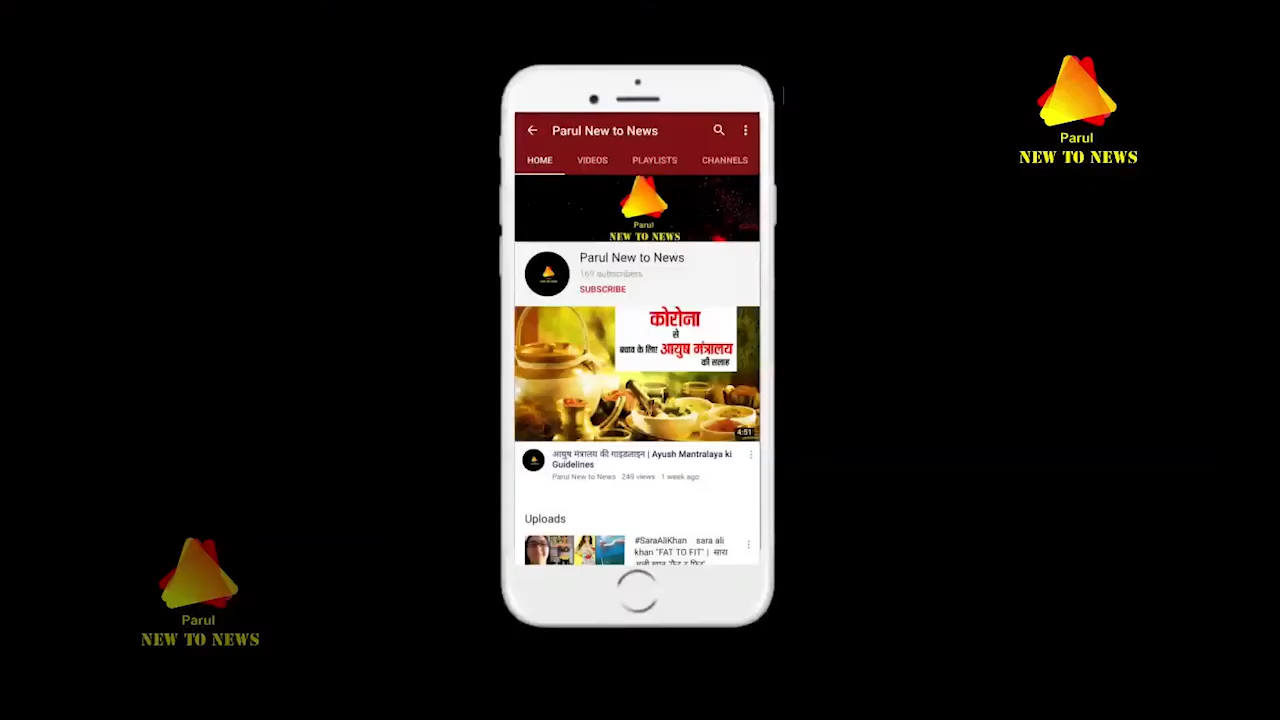 Parul New to News
HOME VIDEOS PLAYLISTS CHANNELS
Parul
NEW TO NEWS
Parul New to News
169 subscribers
SUBSCRIBE
कोरोना
से
बचाव के लिए आयुष मंत्रालय
की सलाह
4:51
आयुष मंत्रालय की गाइडलाइन | Ayush Mantralaya ki
Guidelines
Parul New to News 249 views 1 week ago
Uploads
#SaraAliKhan sara ali
khan "FAT TO FIT" | सारा
Parul
NEW TO NEWS
Parul
NEW TO NEWS